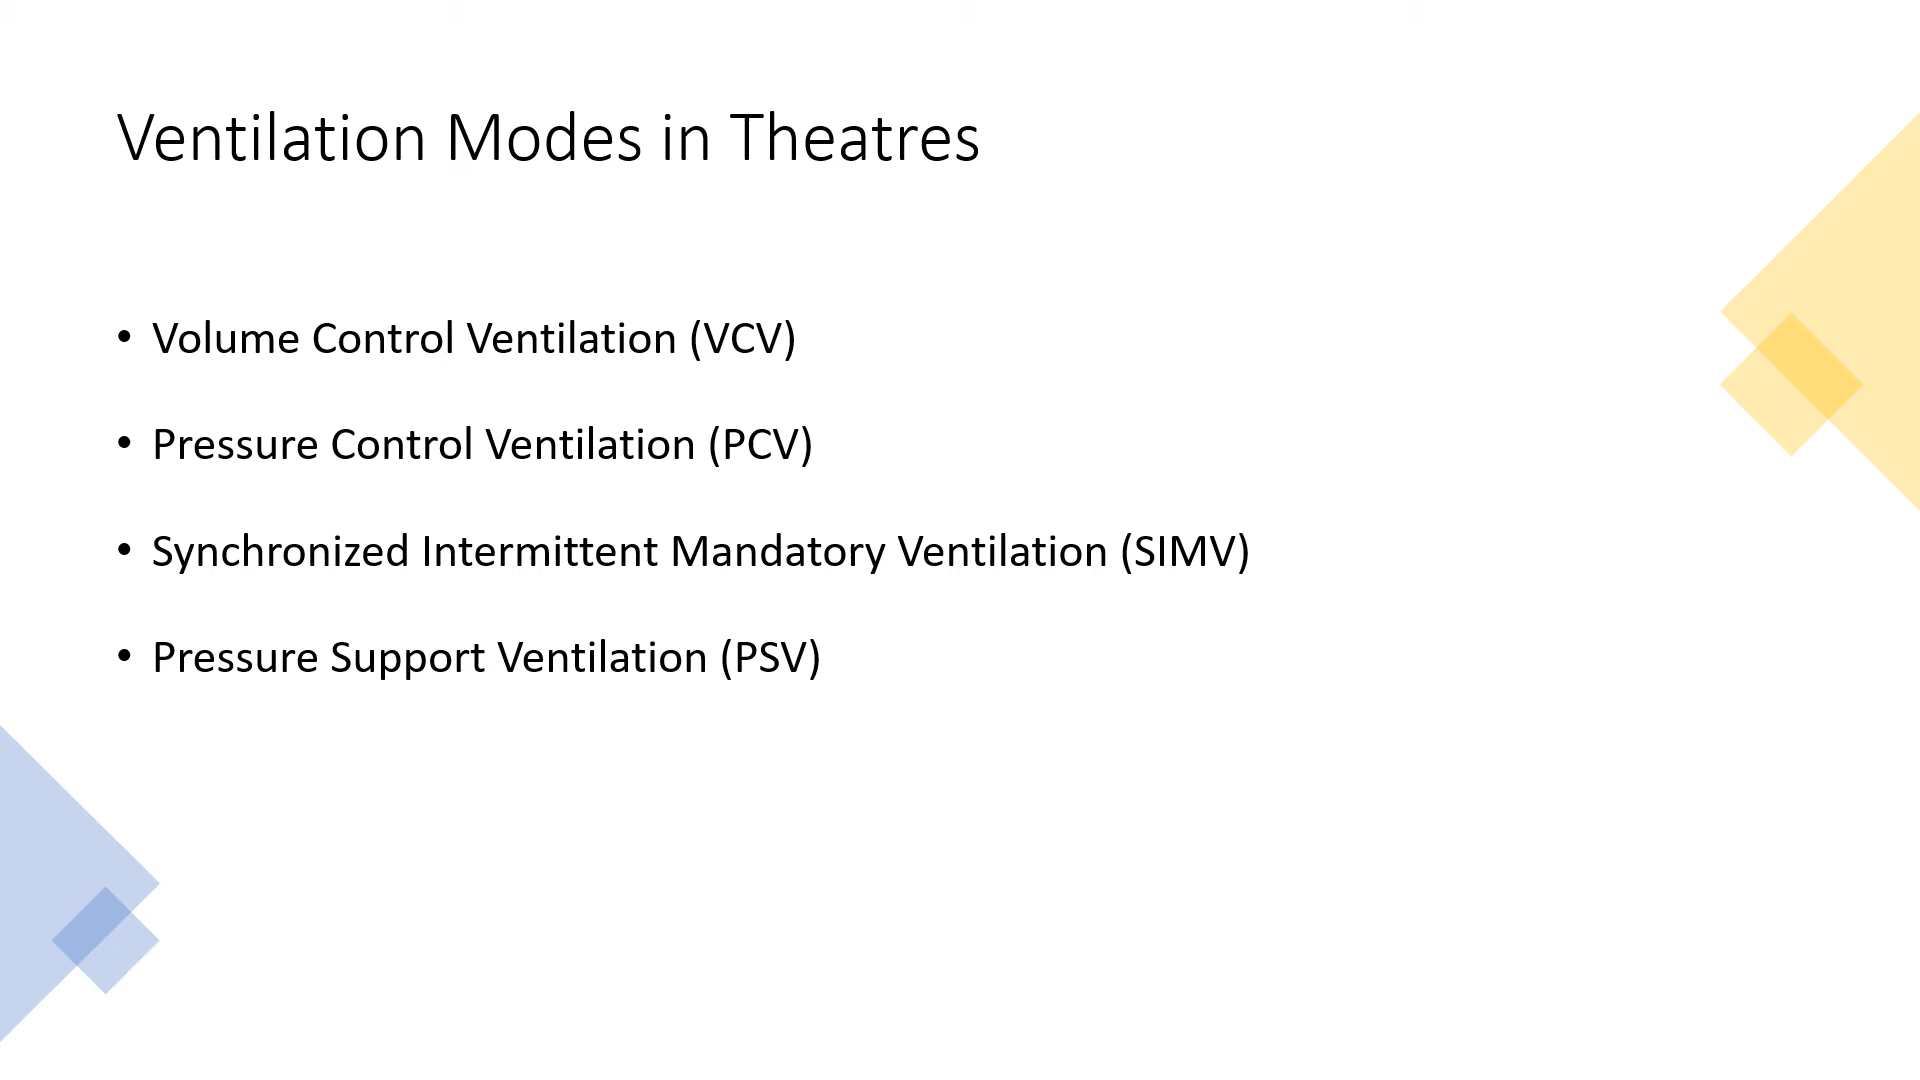 Ventilation Modes in Theatres
• Volume Control Ventilation (VCV)
• Pressure Control Ventilation (PCV)
• Synchronized Intermittent Mandatory Ventilation (SIMV)
• Pressure Support Ventilation (PSV)